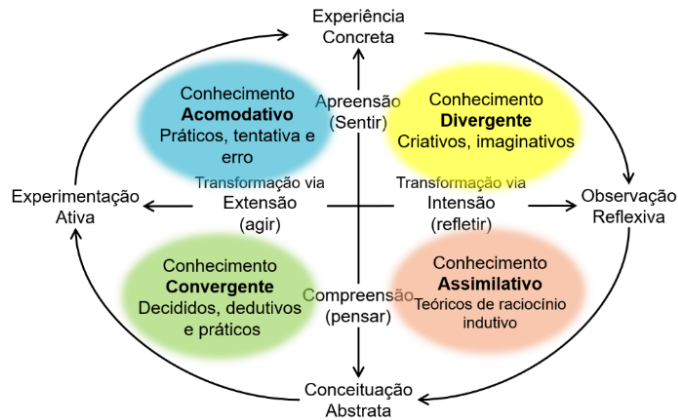 Experiência
Concreta
Conhecimento
Acomodativo
Práticos, tentativa e
erro
Apreensão
(Sentir)
Conhecimento
Divergente
Criativos, imaginativos
Experimentação
Ativa
Transformação via
Extensão
(agir)
Transformação via
Intensão
(refletir)
Observação
Reflexiva
Conhecimento
Convergente
Decididos, dedutivos
e práticos
Compreensão
(pensar)
Conhecimento
Assimilativo
Teóricos de raciocínio
indutivo
Conceituação
Abstrata